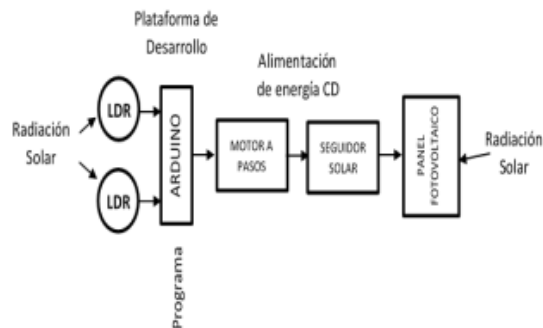 Plataforma de
Desarrollo
Alimentación
de energía CD
Radiación
Solar
LDR
LDR
ARDUINO
MOTOR A
PASOS
SEGUIDOR
SOLAR
PANEL
FOTOVOLTAICO
Radiación
Solar
Programa